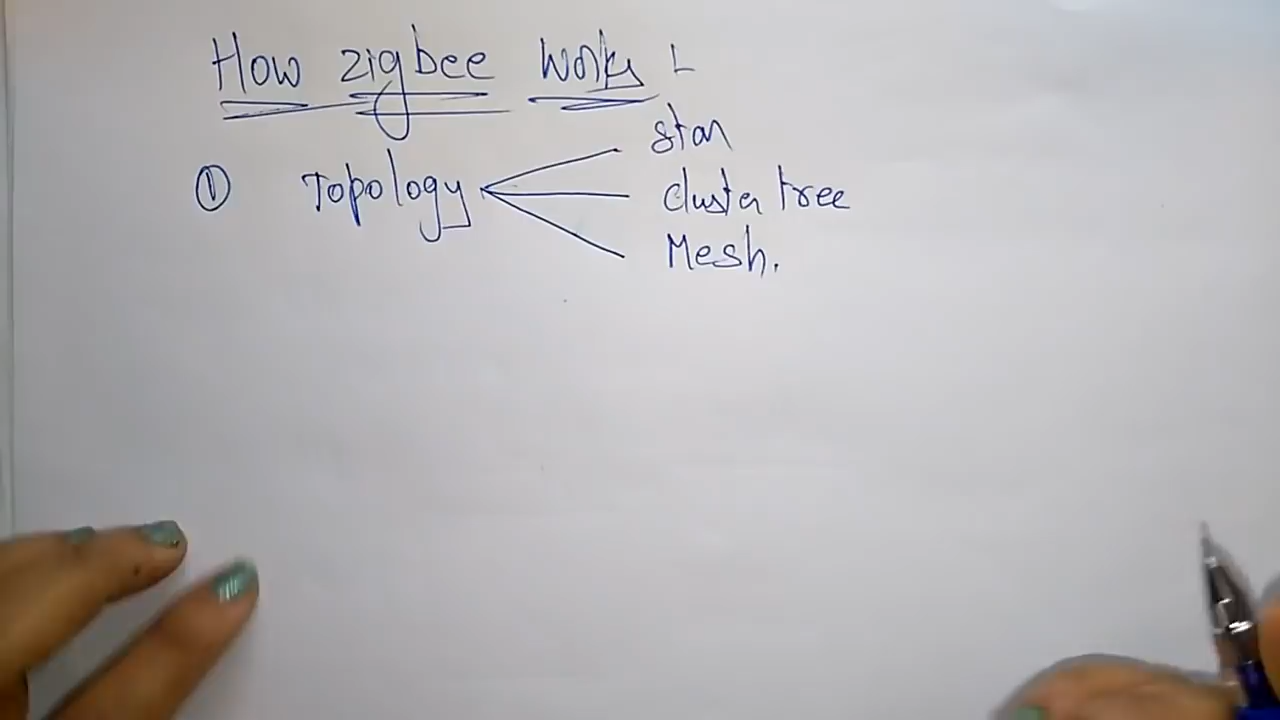 How zigbee works :-
star
① Topology
cluster tree
Mesh.